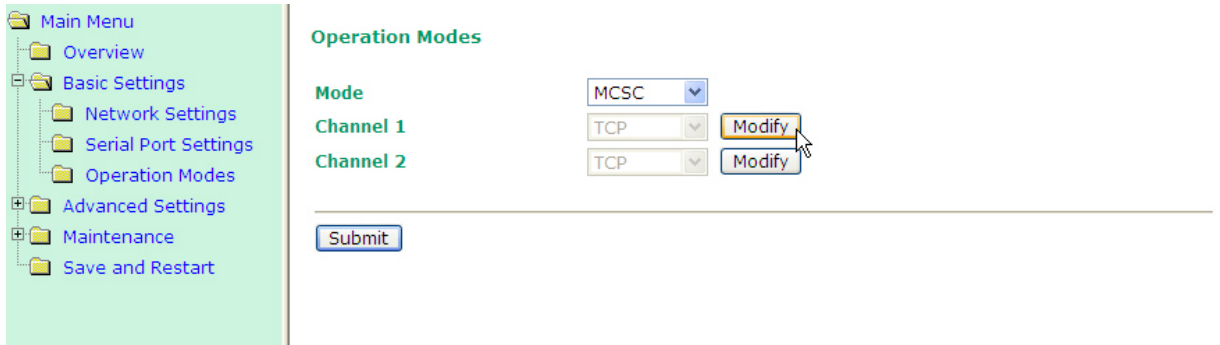 Main Menu
Overview
Basic Settings
Network Settings
Serial Port Settings
Operation Modes
Advanced Settings
Maintenance
Save and Restart
Operation Modes
Mode MCSC
Channel 1 TCP Modify
Channel 2 TCP Modify
Submit